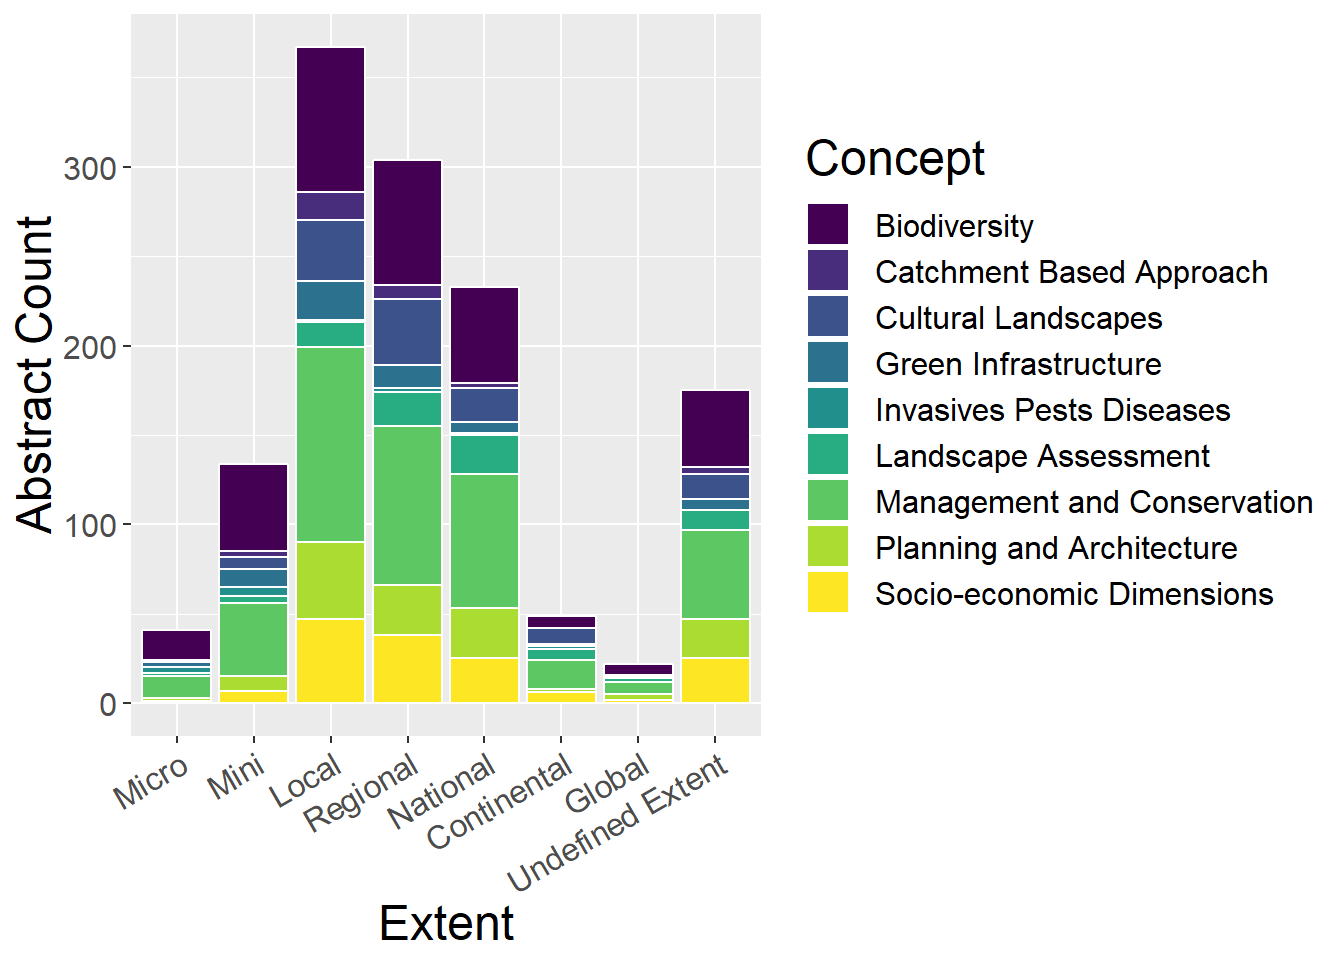 Abstract Count
300
200
100
0
Micro
Mini
Local
Regional
National
Continental
Global
Undefined Extent
Extent
Concept
Biodiversity
Catchment Based Approach
Cultural Landscapes
Green Infrastructure
Invasives Pests Diseases
Landscape Assessment
Management and Conservation
Planning and Architecture
Socio-economic Dimensions